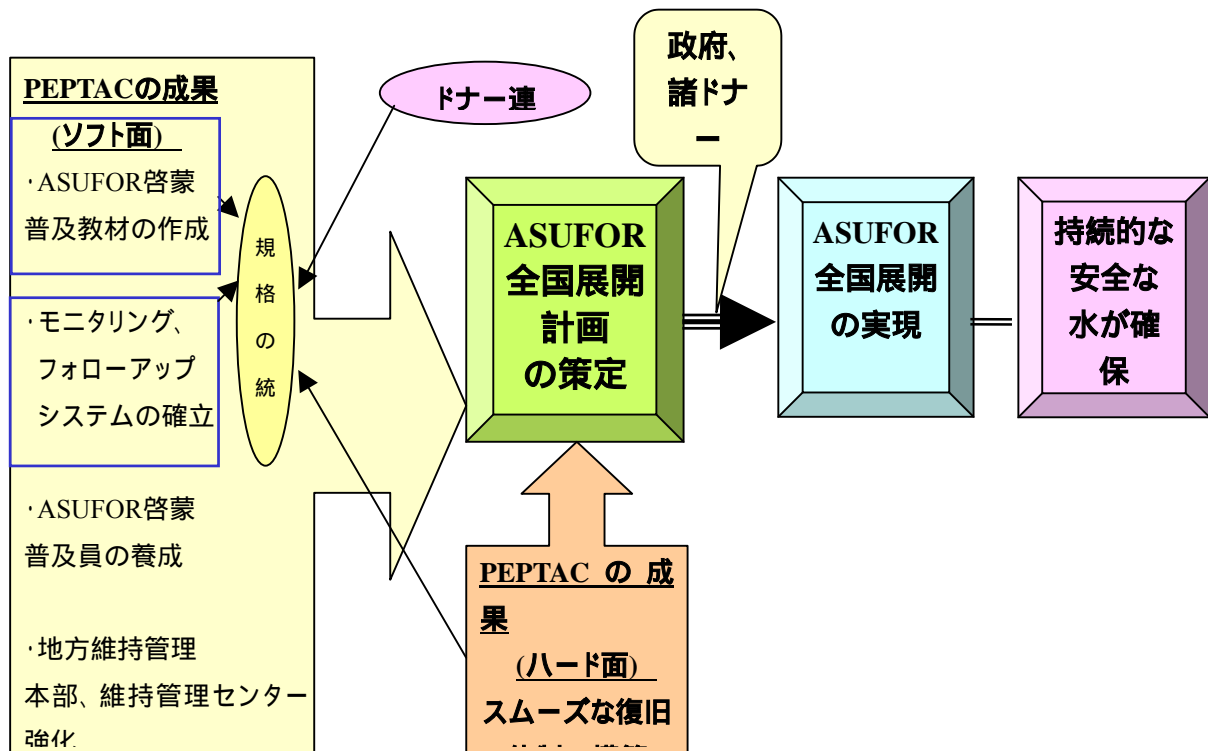 PEPTACの成果
(ソフト面)
·ASUFOR啓蒙
普及教材の作成
·モニタリング、
フォローアップ
システムの確立
·ASUFOR啓蒙
普及員の養成
·地方維持管理
本部、維持管理センター
強化
規
格
の
統
ドナー連
政府、
諸ドナ
ー
ASUFOR
全国展開
計画
の策定
ASUFOR
全国展開
の実現
持続的な
安全な
水が確
保
PEPTAC の 成
果
(ハード面)
スムーズな復旧